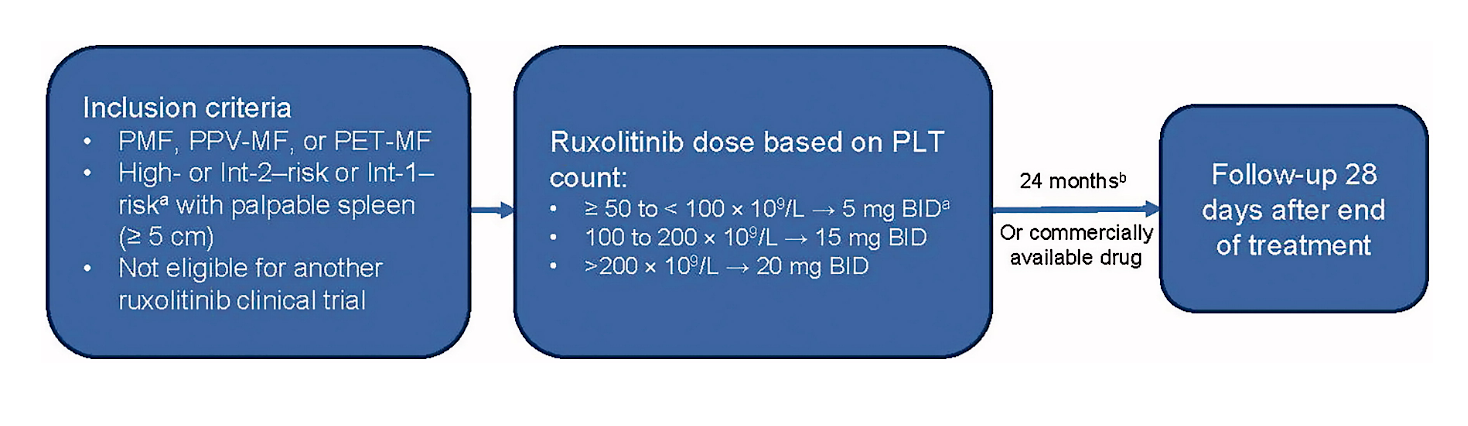 Inclusion criteria
• PMF, PPV-MF, or PET-MF
• High- or Int-2–risk or Int-1–
riskᵃ with palpable spleen
(≥ 5 cm)
• Not eligible for another
ruxolitinib clinical trial
Ruxolitinib dose based on PLT
count:
• ≥ 50 to < 100 × 10⁹/L → 5 mg BIDᵃ
• 100 to 200 × 10⁹/L → 15 mg BID
• >200 × 10⁹/L → 20 mg BID
24 monthsᵇ
Or commercially
available drug
Follow-up 28
days after end
of treatment